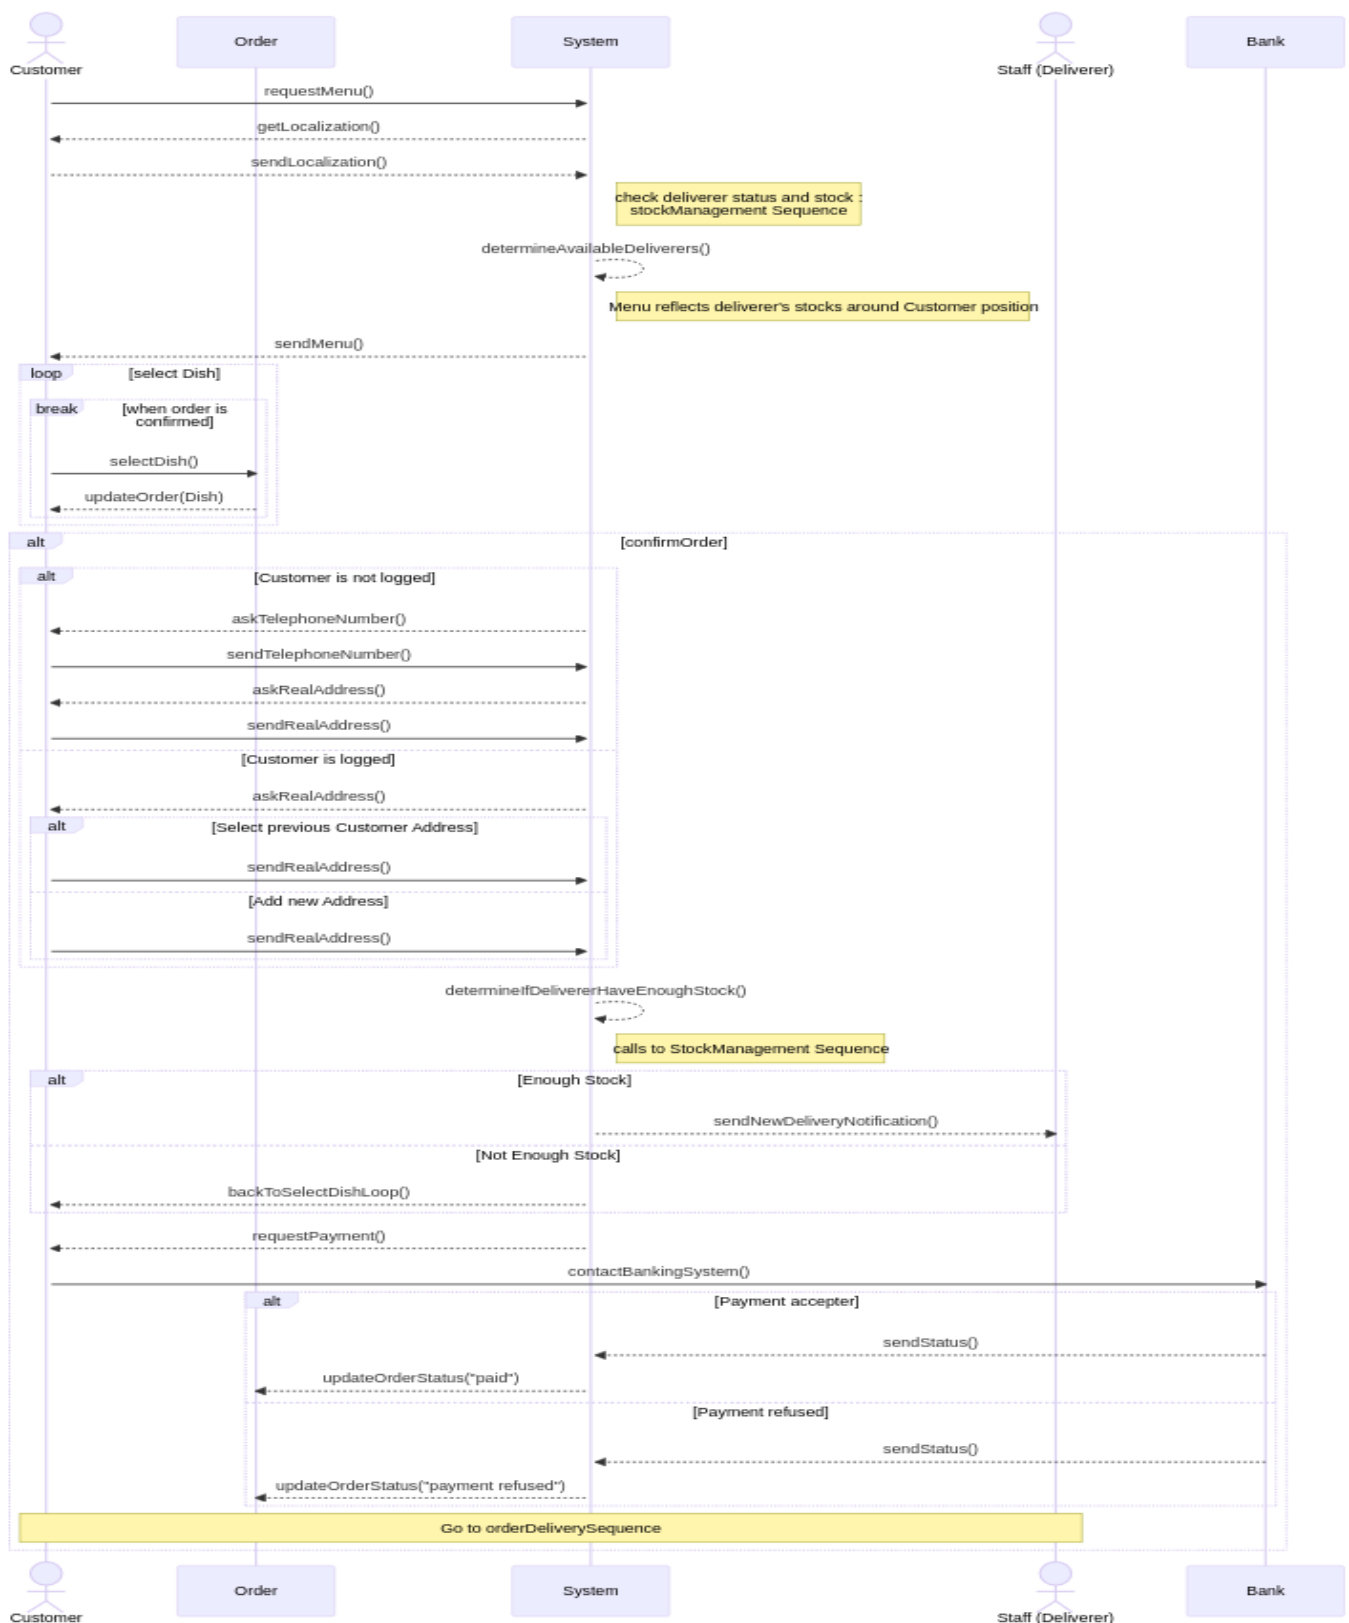 Customer
Order
System
Staff (Deliverer)
Bank
requestMenu()
getLocalization()
sendLocalization()
check deliverer status and stock :
stockManagement Sequence
determineAvailableDeliverers()
Menu reflects deliverer's stocks around Customer position
sendMenu()
loop
[select Dish]
break
[when order is
confirmed]
selectDish()
updateOrder(Dish)
alt
[confirmOrder]
alt
[Customer is not logged]
askTelephoneNumber()
sendTelephoneNumber()
askRealAddress()
sendRealAddress()
[Customer is logged]
askRealAddress()
alt
[Select previous Customer Address]
sendRealAddress()
[Add new Address]
sendRealAddress()
determineIfDelivererHaveEnoughStock()
calls to StockManagement Sequence
alt
[Enough Stock]
sendNewDeliveryNotification()
[Not Enough Stock]
backToSelectDishLoop()
requestPayment()
contactBankingSystem()
alt
[Payment accepter]
sendStatus()
updateOrderStatus("paid")
[Payment refused]
sendStatus()
updateOrderStatus("payment refused")
Go to orderDeliverySequence
Customer
Order
System
Staff (Deliverer)
Bank